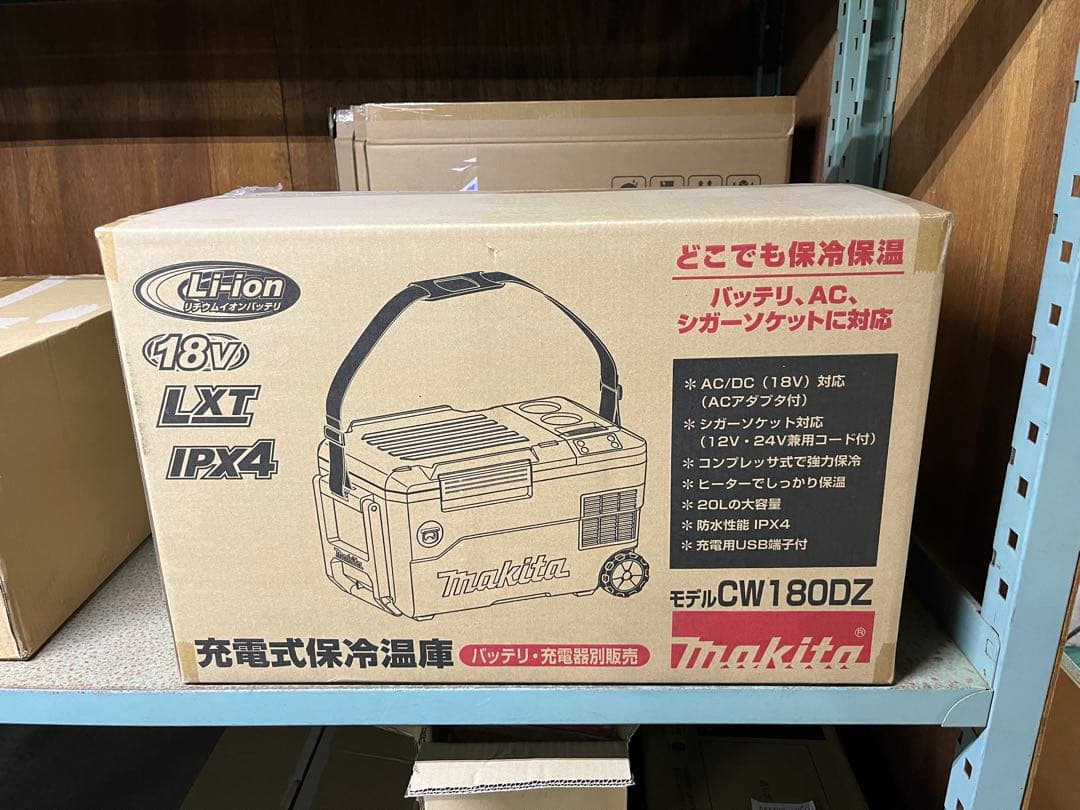 Li-ion
リチウムイオンバッテリ
18V
LXT
IPX4
makita
makita
充電式保冷温庫
バッテリ・充電器別販売
どこでも保冷保温
バッテリ、AC、
シガーソケットに対応
＊AC/DC（18V）対応
（ACアダプタ付）
＊シガーソケット対応
（12V・24V兼用コード付）
＊コンプレッサ式で強力保冷
＊ヒーターでしっかり保温
＊20Lの大容量
＊防水性能 IPX4
＊充電用USB端子付
モデルCW180DZ
makita®